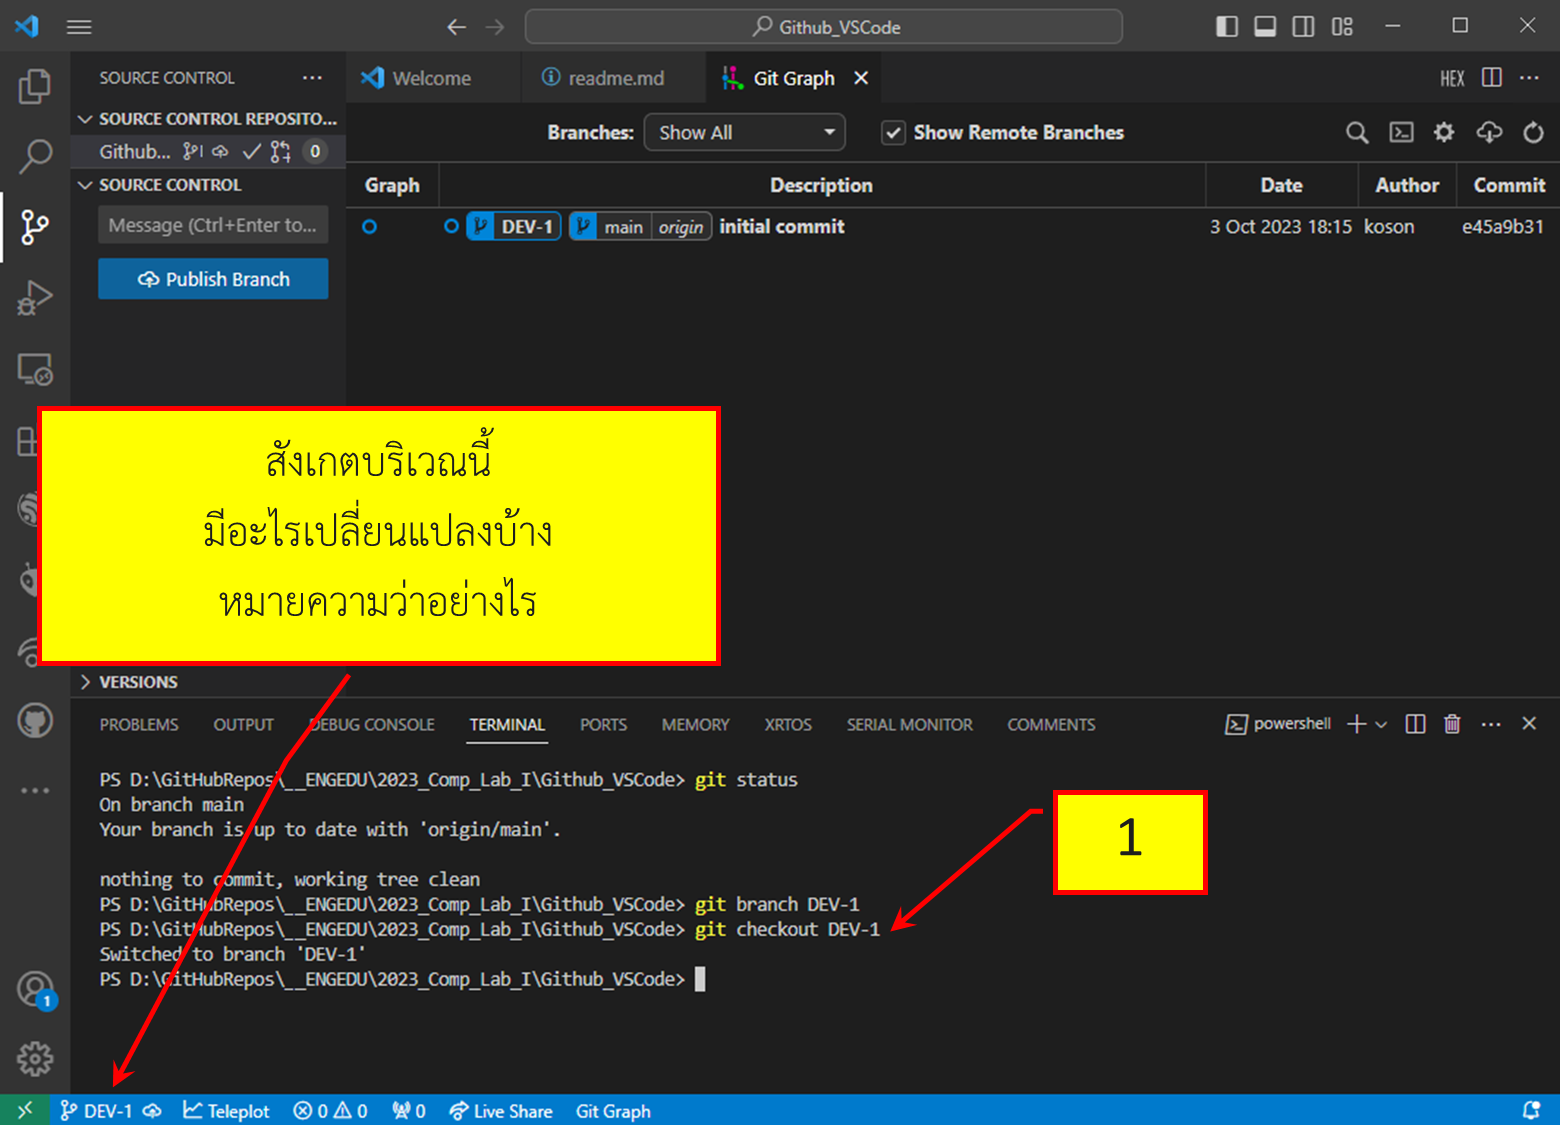 Github_VSCode
SOURCE CONTROL
Welcome
readme.md
Git Graph
HEX
SOURCE CONTROL REPOSITO...
Github...
0
Branches:
Show All
Show Remote Branches
SOURCE CONTROL
Graph
Description
Date
Author
Commit
Message (Ctrl+Enter to...
DEV-1
main
origin
initial commit
3 Oct 2023 18:15
koson
e45a9b31
Publish Branch
สังเกตบริเวณนี้
มีอะไรเปลี่ยนแปลงบ้าง
หมายความว่าอย่างไร
VERSIONS
PROBLEMS
OUTPUT
DEBUG CONSOLE
TERMINAL
PORTS
MEMORY
XRTOS
SERIAL MONITOR
COMMENTS
powershell
PS D:\GitHubRepos\__ENGEDU\2023_Comp_Lab_I\Github_VSCode> git status
On branch main
Your branch is up to date with 'origin/main'.
nothing to commit, working tree clean
PS D:\GitHubRepos\__ENGEDU\2023_Comp_Lab_I\Github_VSCode> git branch DEV-1
PS D:\GitHubRepos\__ENGEDU\2023_Comp_Lab_I\Github_VSCode> git checkout DEV-1
Switched to branch 'DEV-1'
PS D:\GitHubRepos\__ENGEDU\2023_Comp_Lab_I\Github_VSCode>
1
1
DEV-1
Teleplot
0
0
0
Live Share
Git Graph